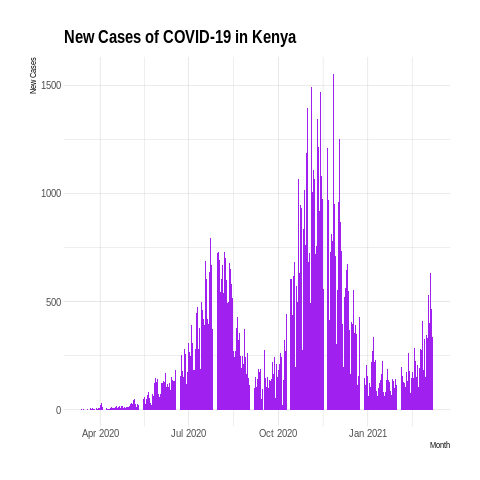 New Cases of COVID-19 in Kenya
New Cases
1500
1000
500
0
Apr 2020 Jul 2020 Oct 2020 Jan 2021
Month